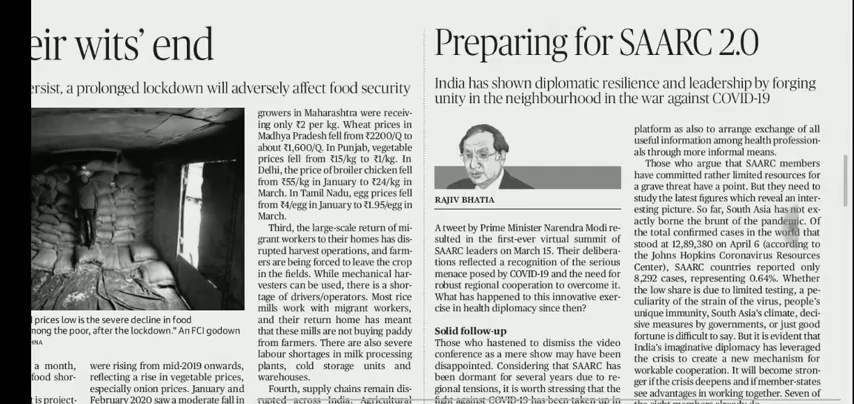 eir wits' end
ersist, a prolonged lockdown will adversely affect food security
prices low is the severe decline in food
nong the poor, after the lockdown." An FCI godown
HNA
a month,
food shor-
t is project-
were rising from mid-2019 onwards,
reflecting a rise in vegetable prices,
especially onion prices. January and
February 2020 saw a moderate fall in
growers in Maharashtra were receiv-
ing only ₹2 per kg. Wheat prices in
Madhya Pradesh fell from ₹2200/Q to
about ₹1,600/Q. In Punjab, vegetable
prices fell from ₹15/kg to ₹1/kg. In
Delhi, the price of broiler chicken fell
from ₹55/kg in January to ₹24/kg in
March. In Tamil Nadu, egg prices fell
from ₹4/egg in January to ₹1.95/egg in
March.
Third, the large-scale return of mi-
grant workers to their homes has dis-
rupted harvest operations, and farm-
ers are being forced to leave the crop
in the fields. While mechanical har-
vesters can be used, there is a shor-
tage of drivers/operators. Most rice
mills work with migrant workers,
and their return home has meant
that these mills are not buying paddy
from farmers. There are also severe
labour shortages in milk processing
plants, cold storage units and
warehouses.
Fourth, supply chains remain dis-
rupted across India. Agricultural
Preparing for SAARC 2.0
India has shown diplomatic resilience and leadership by forging
unity in the neighbourhood in the war against COVID-19
RAJIV BHATIA
A tweet by Prime Minister Narendra Modi re-
sulted in the first-ever virtual summit of
SAARC leaders on March 15. Their delibera-
tions reflected a recognition of the serious
menace posed by COVID-19 and the need for
robust regional cooperation to overcome it.
What has happened to this innovative exer-
cise in health diplomacy since then?
Solid follow-up
Those who hastened to dismiss the video
conference as a mere show may have been
disappointed. Considering that SAARC has
been dormant for several years due to re-
gional tensions, it is worth stressing that the
fight against COVID-19 has been taken up in
platform as also to arrange exchange of all
useful information among health profession-
als through more informal means.
Those who argue that SAARC members
have committed rather limited resources for
a grave threat have a point. But they need to
study the latest figures which reveal an inter-
esting picture. So far, South Asia has not ex-
actly borne the brunt of the pandemic. Of
the total confirmed cases in the world that
stood at 12,89,380 on April 6 (according to
the Johns Hopkins Coronavirus Resources
Center), SAARC countries reported only
8,292 cases, representing 0.64%. Whether
the low share is due to limited testing, a pe-
culiarity of the strain of the virus, people's
unique immunity, South Asia's climate, deci-
sive measures by governments, or just good
fortune is difficult to say. But it is evident that
India's imaginative diplomacy has leveraged
the crisis to create a new mechanism for
workable cooperation. It will become stron-
ger if the crisis deepens and if member-states
see advantages in working together. Seven of
the eight members already do.